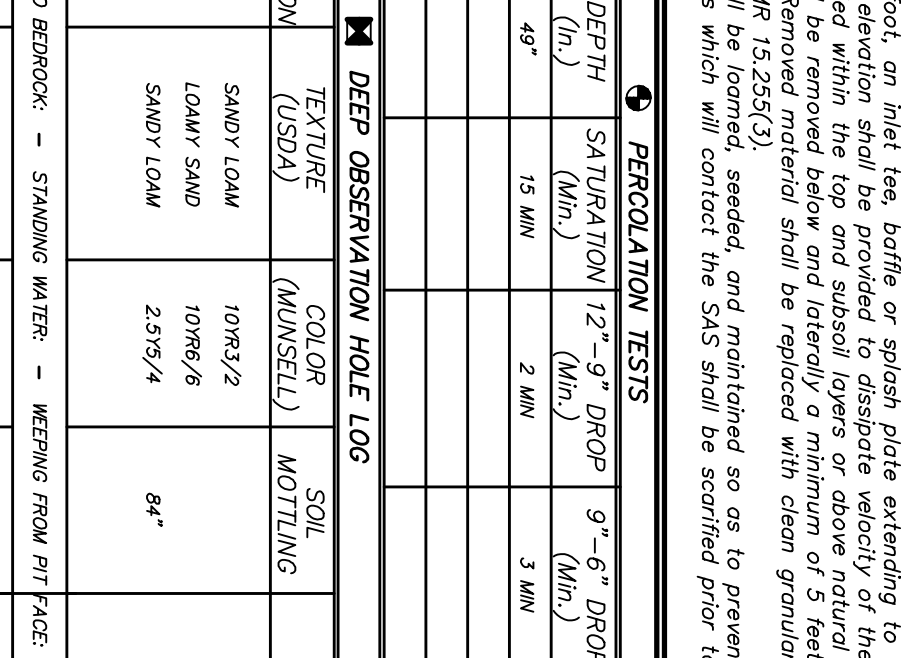 foot, an inlet tee, baffle or splash plate extending to
elevation shall be provided to dissipate velocity of the
ed within the top and subsoil layers or above natural
be removed below and laterally a minimum of 5 feet
Removed material shall be replaced with clean granular
MR 15.255(3).
ll be loamed, seeded, and maintained so as to preven
s which will contact the SAS shall be scarified prior t
PERCOLATION TESTS
DEPTH (In.) SATURATION (Min.) 12"–9" DROP (Min.) 9"–6" DROP (Min.)
49" 15 MIN 2 MIN 3 MIN
DEEP OBSERVATION HOLE LOG
ON TEXTURE (USDA) COLOR (MUNSELL) SOIL MOTTLING
SANDY LOAM 10YR3/2
LOAMY SAND 10YR6/6
SANDY LOAM 2.5Y5/4 84"
O BEDROCK: – STANDING WATER: – WEEPING FROM PIT FACE: